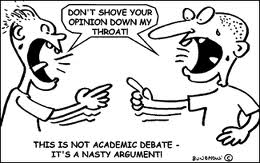 DON'T SHOVE YOUR
OPINION DOWN MY
THROAT!
THIS IS NOT ACADEMIC DEBATE -
IT'S A NASTY ARGUMENT!